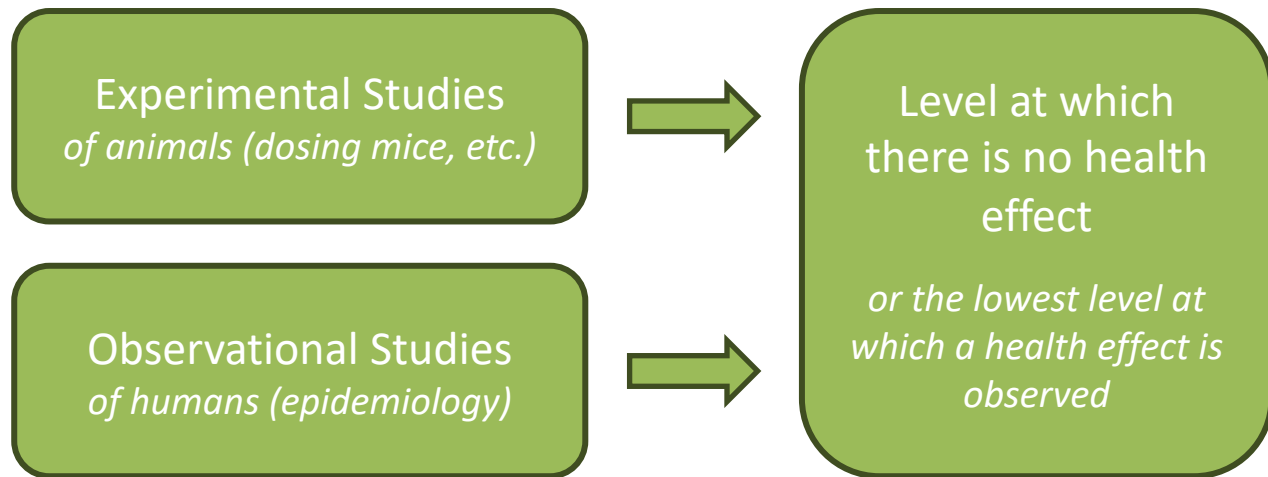 Experimental Studies
of animals (dosing mice, etc.)
Observational Studies
of humans (epidemiology)
Level at which
there is no health
effect
or the lowest level at
which a health effect is
observed